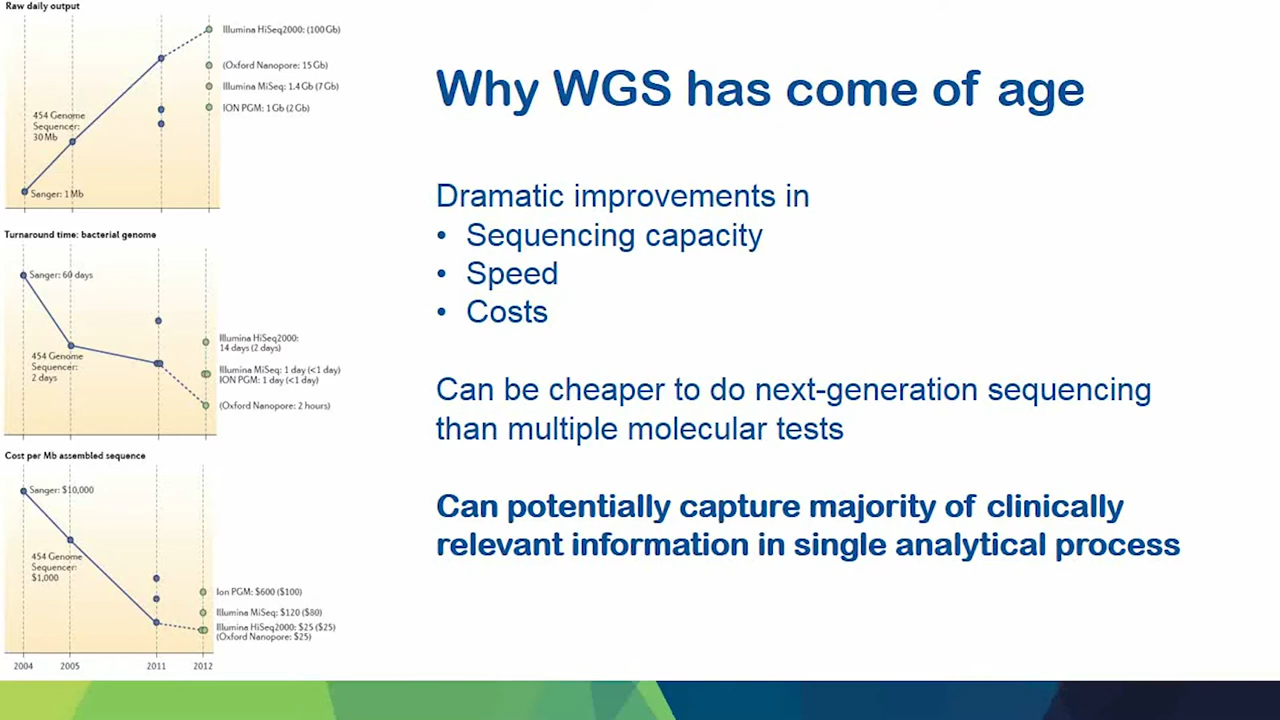 Raw daily output
Illumina HiSeq2000: (100 Gb)
(Oxford Nanopore: 15 Gb)
Illumina MiSeq: 1.4 Gb (7 Gb)
ION PGM: 1 Gb (2 Gb)
454 Genome
Sequencer:
30 Mb
Sanger: 1 Mb
Turnaround time: bacterial genome
Sanger: 60 days
454 Genome
Sequencer:
2 days
Illumina HiSeq2000:
14 days (2 days)
Illumina MiSeq: 1 day (<1 day)
ION PGM: 1 day (<1 day)
(Oxford Nanopore: 2 hours)
Cost per Mb assembled sequence
Sanger: $10,000
454 Genome
Sequencer:
$1,000
Ion PGM: $600 ($100)
Illumina MiSeq: $120 ($80)
Illumina HiSeq2000: $25 ($25)
(Oxford Nanopore: $25)
2004 2005 2011 2012
Why WGS has come of age
Dramatic improvements in
• Sequencing capacity
• Speed
• Costs
Can be cheaper to do next-generation sequencing
than multiple molecular tests
Can potentially capture majority of clinically
relevant information in single analytical process